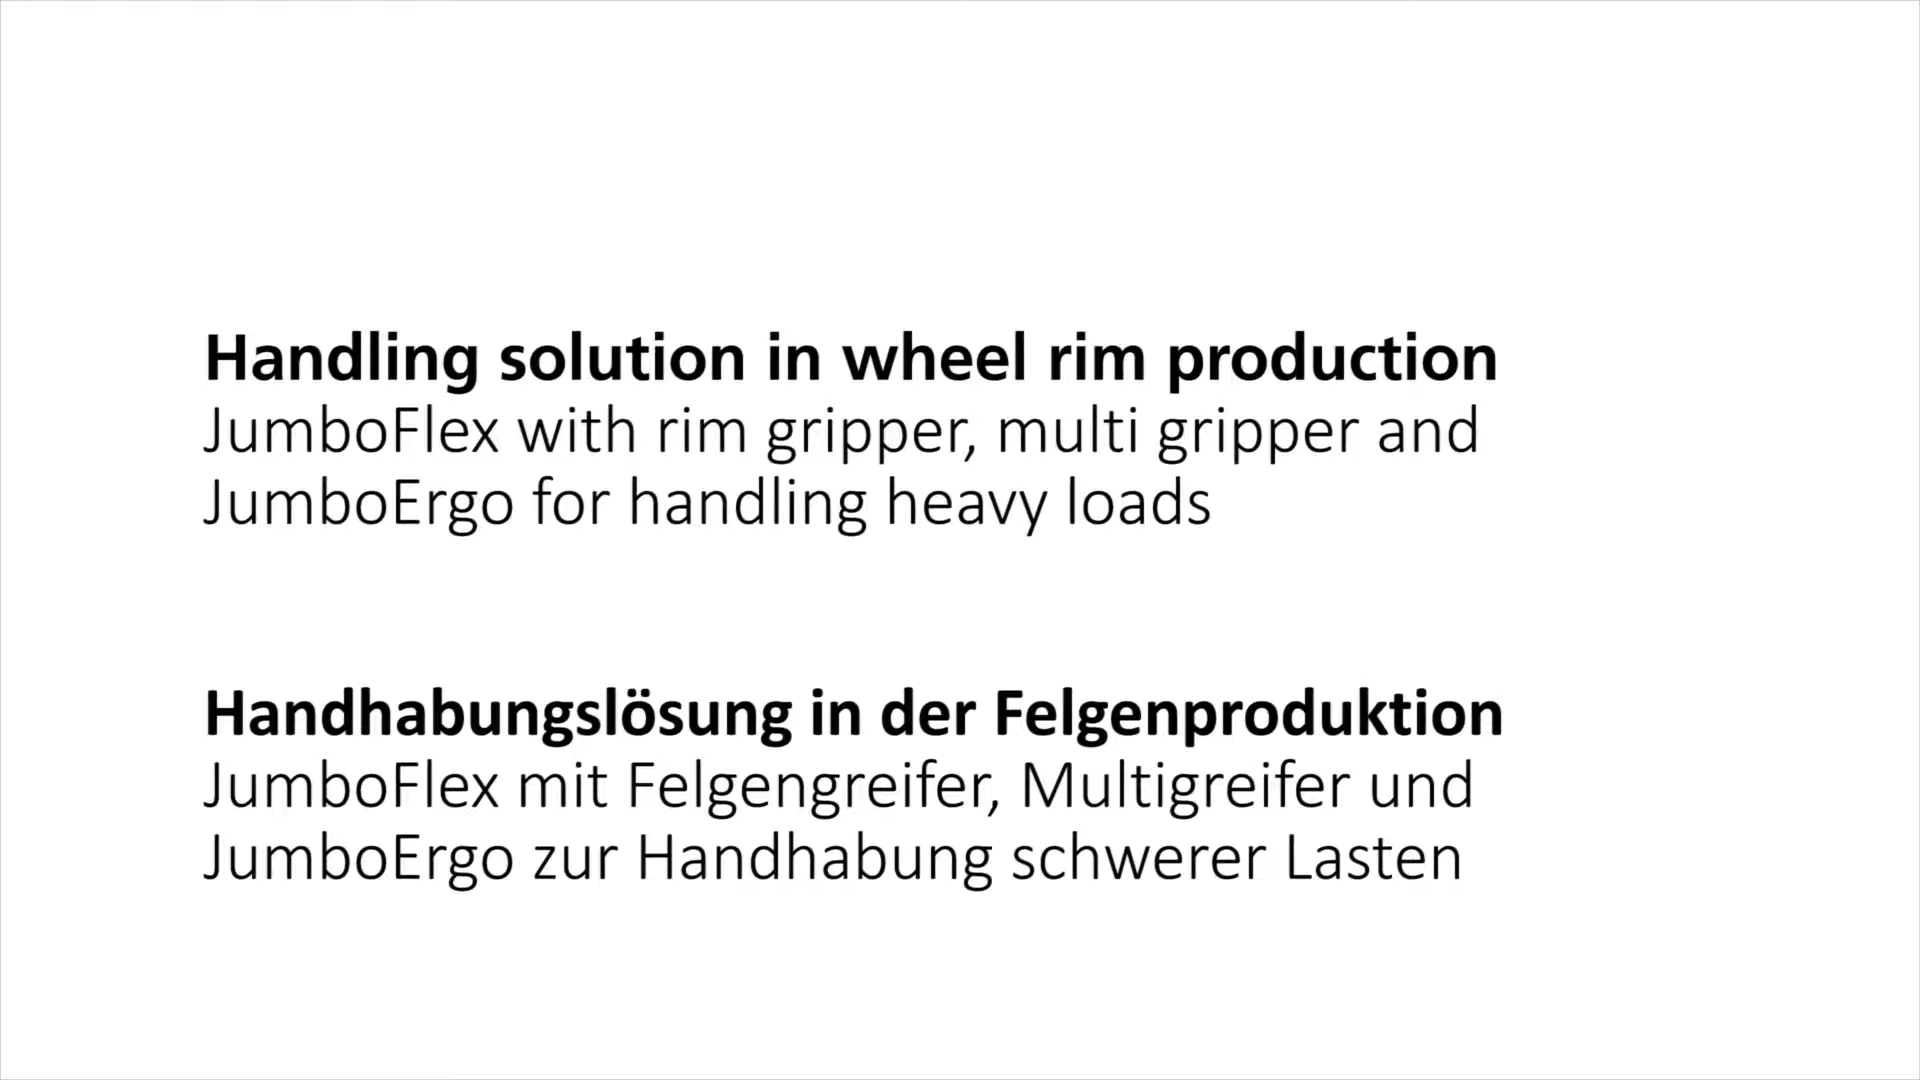 Handling solution in wheel rim production
JumboFlex with rim gripper, multi gripper and
JumboErgo for handling heavy loads
Handhabungslösung in der Felgenproduktion
JumboFlex mit Felgengreifer, Multigreifer und
JumboErgo zur Handhabung schwerer Lasten